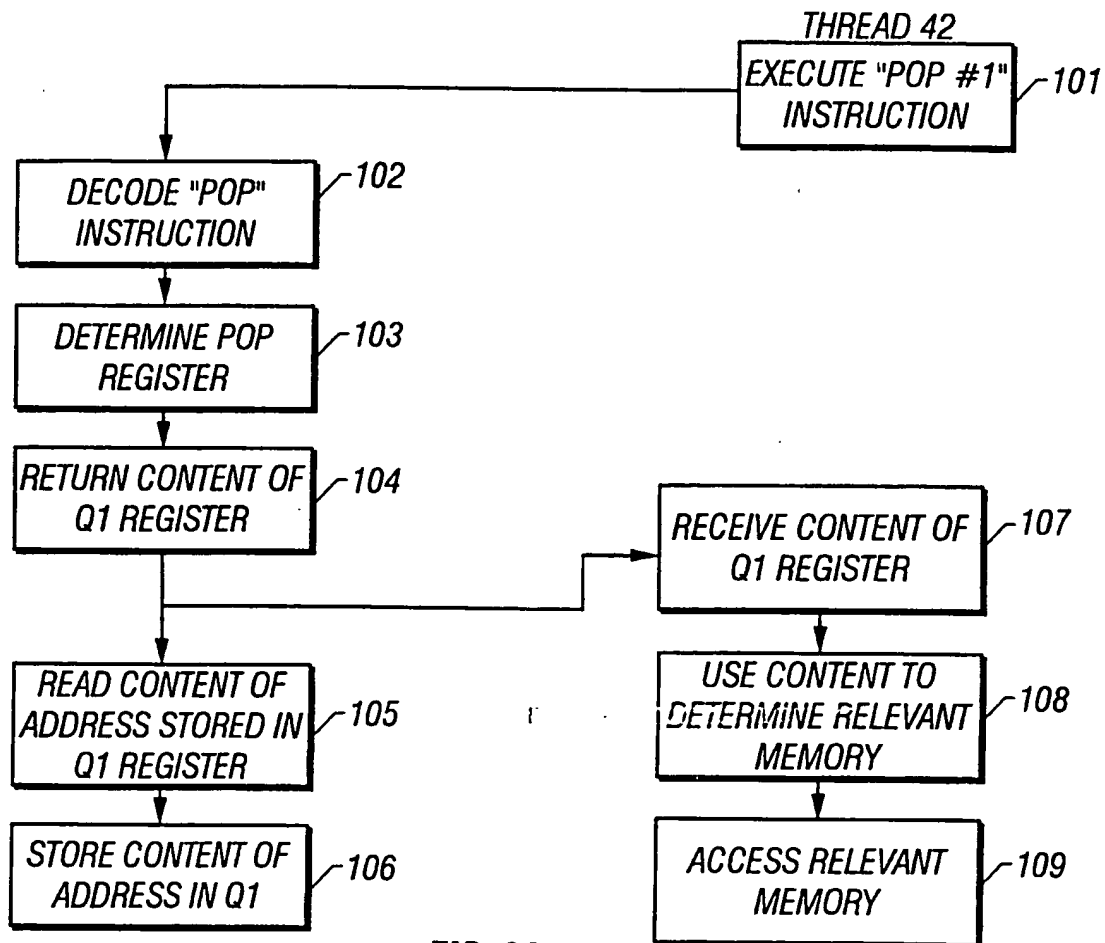 THREAD 42
EXECUTE "POP #1"
INSTRUCTION
101
DECODE "POP"
INSTRUCTION
102
DETERMINE POP
REGISTER
103
RETURN CONTENT OF
Q1 REGISTER
104
READ CONTENT OF
ADDRESS STORED IN
Q1 REGISTER
105
STORE CONTENT OF
ADDRESS IN Q1
106
RECEIVE CONTENT OF
Q1 REGISTER
107
USE CONTENT TO
DETERMINE RELEVANT
MEMORY
108
ACCESS RELEVANT
MEMORY
109